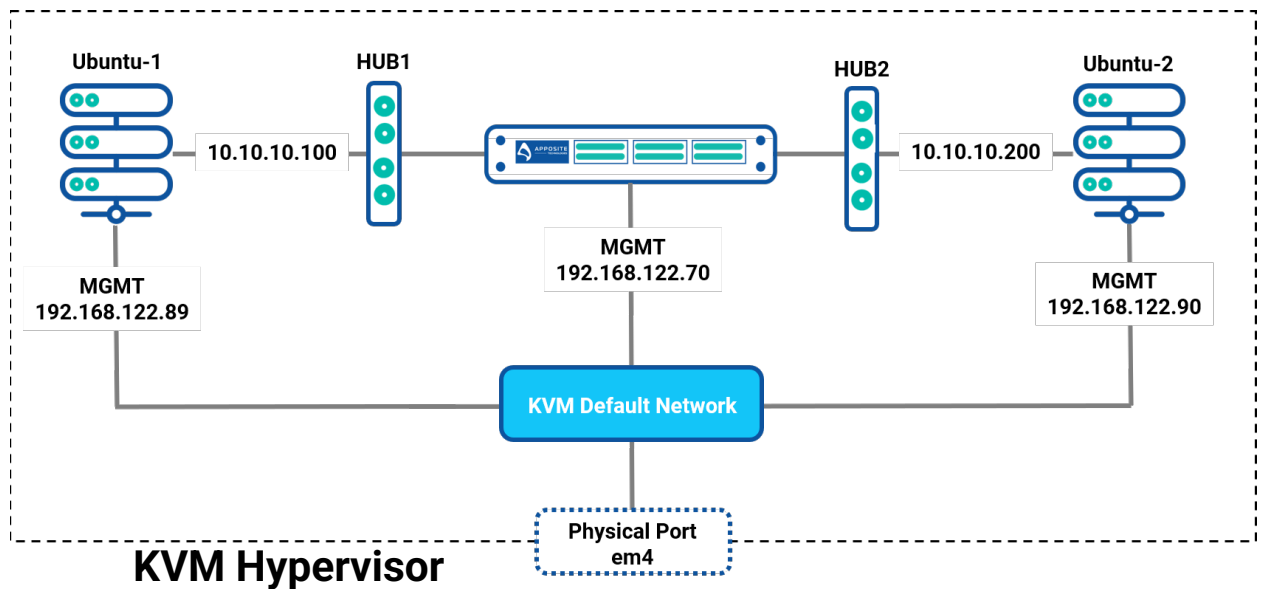 Ubuntu-1
HUB1
HUB2
Ubuntu-2
10.10.10.100
APPOSITE
10.10.10.200
MGMT
192.168.122.89
MGMT
192.168.122.70
MGMT
192.168.122.90
KVM Default Network
Physical Port
em4
KVM Hypervisor